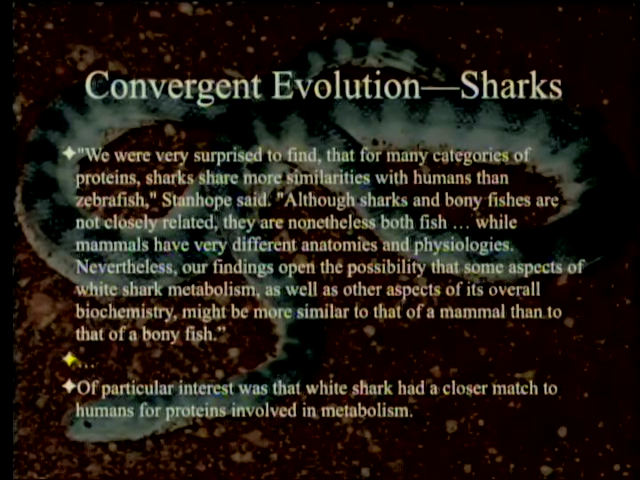 Convergent Evolution—Sharks
"We were very surprised to find, that for many categories of
proteins, sharks share more similarities with humans than
zebrafish," Stanhope said. "Although sharks and bony fishes are
not closely related, they are nonetheless both fish … while
mammals have very different anatomies and physiologies.
Nevertheless, our findings open the possibility that some aspects of
white shark metabolism, as well as other aspects of its overall
biochemistry, might be more similar to that of a mammal than to
that of a bony fish."
…
Of particular interest was that white shark had a closer match to
humans for proteins involved in metabolism.